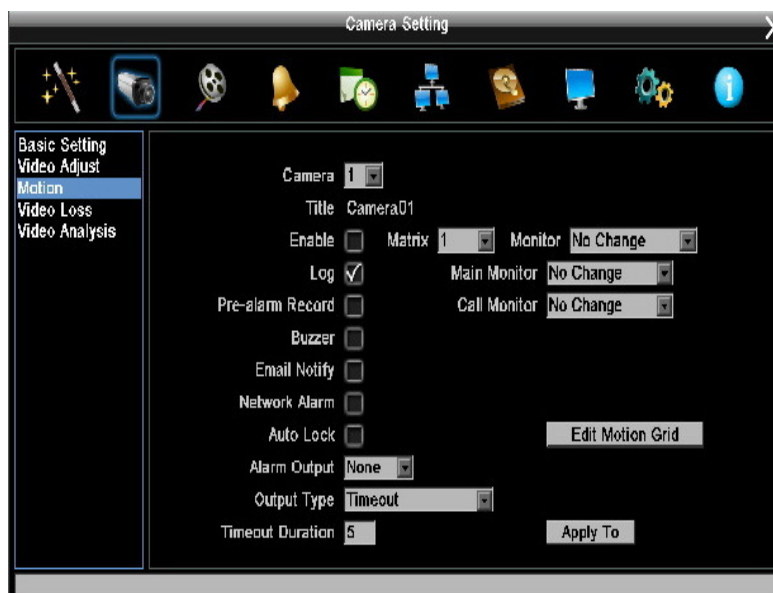 Camera Setting
Basic Setting
Video Adjust
Motion
Video Loss
Video Analysis
Camera 1
Title Camera01
Enable Matrix 1 Monitor No Change
Log Main Monitor No Change
Pre-alarm Record Call Monitor No Change
Buzzer
Email Notify
Network Alarm
Auto Lock Edit Motion Grid
Alarm Output None
Output Type Timeout
Timeout Duration 5 Apply To